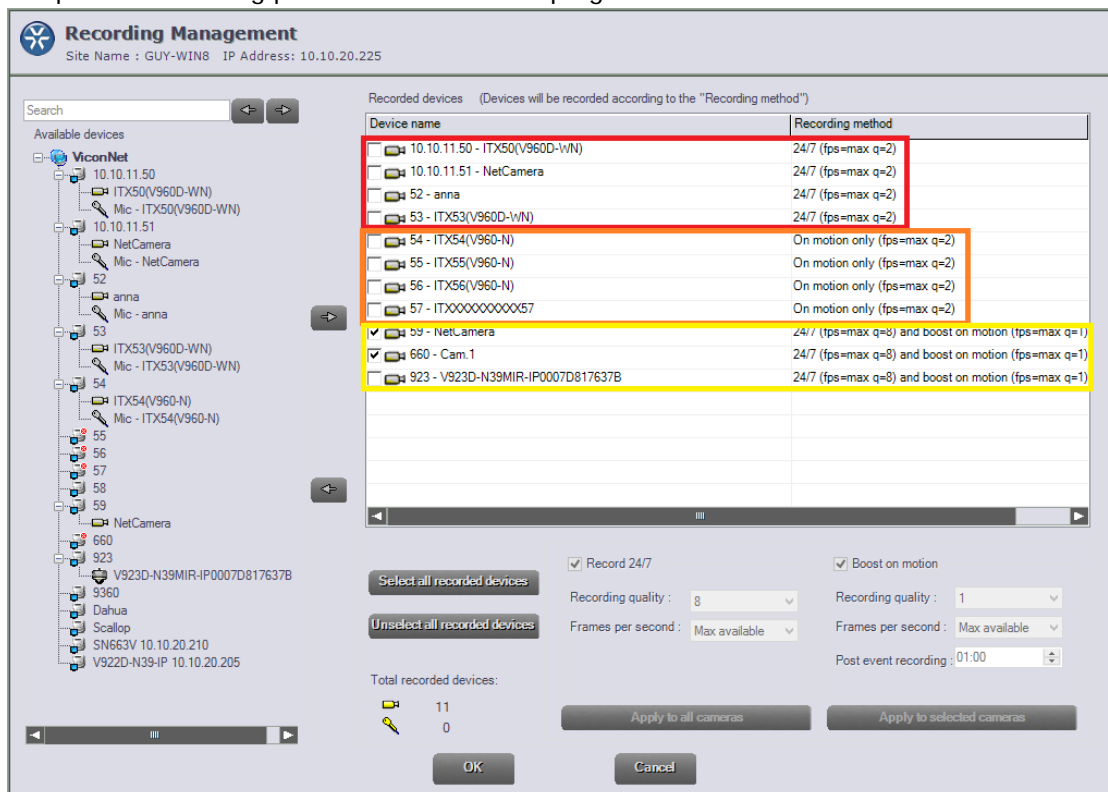 Recording Management
Site Name : GUY-WIN8 IP Address: 10.10.20.225
Search
Available devices
ViconNet
10.10.11.50
ITX50(V960D-WN)
Mic - ITX50(V960D-WN)
10.10.11.51
NetCamera
Mic - NetCamera
52
anna
Mic - anna
53
ITX53(V960D-WN)
Mic - ITX53(V960D-WN)
54
ITX54(V960-N)
Mic - ITX54(V960-N)
55
56
57
58
59
NetCamera
660
923
V923D-N39MIR-IP0007D817637B
9360
Dahua
Scallop
SN663V 10.10.20.210
V922D-N39-IP 10.10.20.205
Recorded devices (Devices will be recorded according to the "Recording method")
Device name Recording method
10.10.11.50 - ITX50(V960D-WN) 24/7 (fps=max q=2)
10.10.11.51 - NetCamera 24/7 (fps=max q=2)
52 - anna 24/7 (fps=max q=2)
53 - ITX53(V960D-WN) 24/7 (fps=max q=2)
54 - ITX54(V960-N) On motion only (fps=max q=2)
55 - ITX55(V960-N) On motion only (fps=max q=2)
56 - ITX56(V960-N) On motion only (fps=max q=2)
57 - ITXXXXXXXXXX57 On motion only (fps=max q=2)
59 - NetCamera 24/7 (fps=max q=8) and boost on motion (fps=max q=1)
660 - Cam.1 24/7 (fps=max q=8) and boost on motion (fps=max q=1)
923 - V923D-N39MIR-IP0007D817637B 24/7 (fps=max q=8) and boost on motion (fps=max q=1)
Select all recorded devices
Unselect all recorded devices
Total recorded devices:
11
0
Record 24/7
Recording quality : 8
Frames per second : Max available
Boost on motion
Recording quality : 1
Frames per second : Max available
Post event recording : 01:00
Apply to all cameras
Apply to selected cameras
OK
Cancel